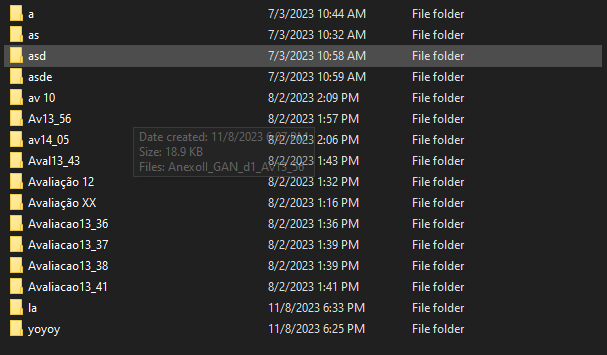 a 7/3/2023 10:44 AM File folder
as 7/3/2023 10:32 AM File folder
asd 7/3/2023 10:58 AM File folder
asde 7/3/2023 10:59 AM File folder
av 10 8/2/2023 2:09 PM File folder
Av13_56 8/2/2023 1:57 PM File folder
Date created: 11/8/2023
av14_05 8/2/2023 2:06 PM File folder
Size: 18.9 KB
Aval13_43 8/2/2023 1:43 PM File folder
Files: AnexoII_GAN_d1_AV13_56
Avaliação 12 8/2/2023 1:32 PM File folder
Avaliação XX 8/2/2023 1:16 PM File folder
Avaliacao13_36 8/2/2023 1:36 PM File folder
Avaliacao13_37 8/2/2023 1:39 PM File folder
Avaliacao13_38 8/2/2023 1:39 PM File folder
Avaliacao13_41 8/2/2023 1:41 PM File folder
la 11/8/2023 6:33 PM File folder
yoyoy 11/8/2023 6:25 PM File folder